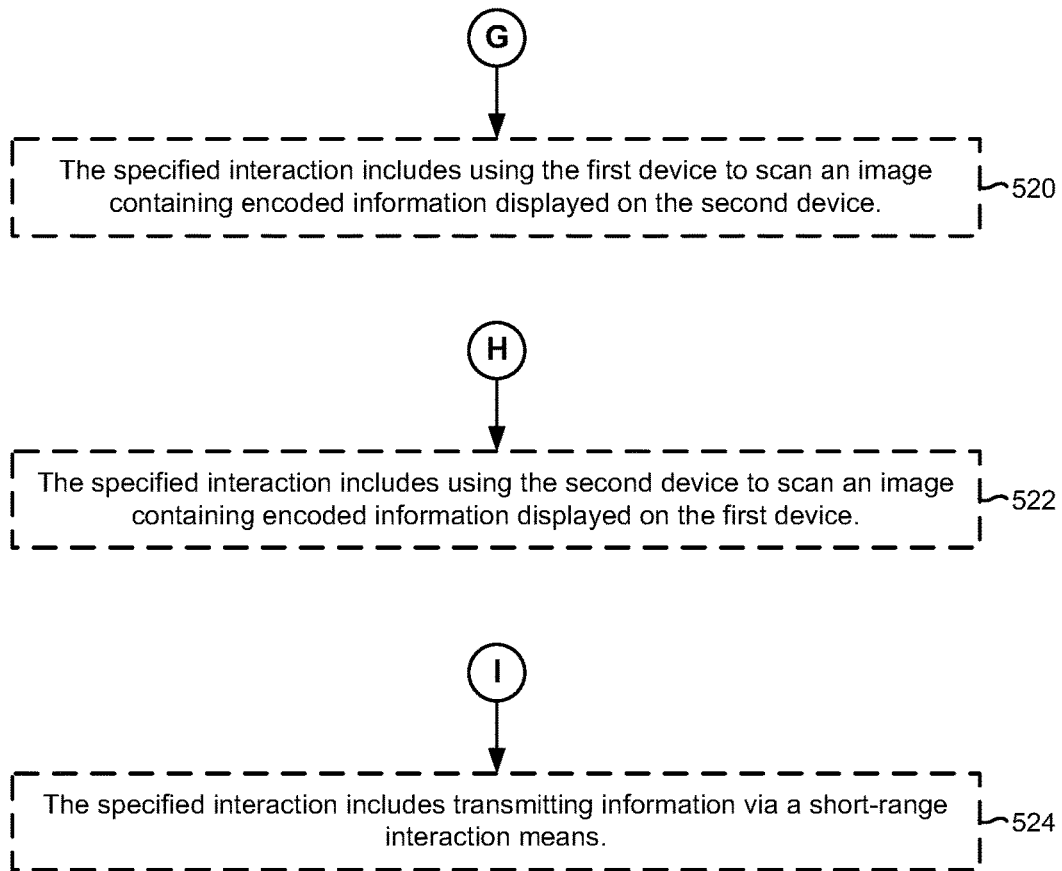 G
The specified interaction includes using the first device to scan an image
containing encoded information displayed on the second device.
520
H
The specified interaction includes using the second device to scan an image
containing encoded information displayed on the first device.
522
I
The specified interaction includes transmitting information via a short-range
interaction means.
524